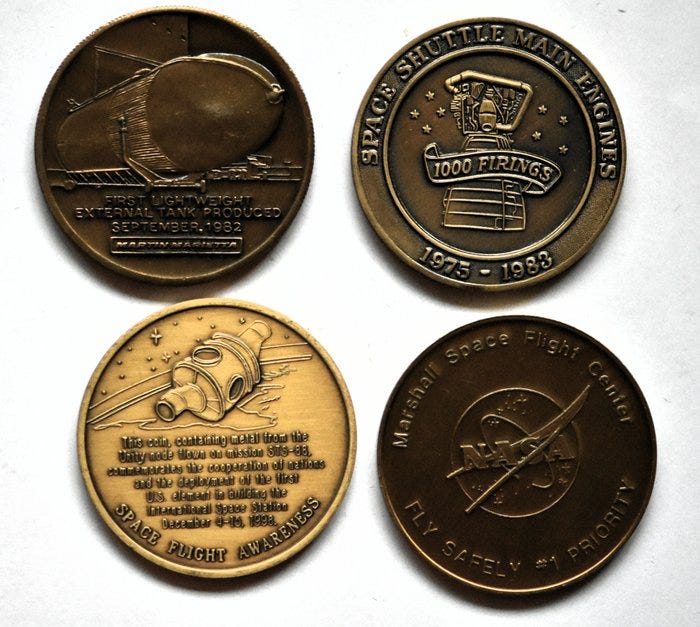 FIRST LIGHTWEIGHT
EXTERNAL TANK PRODUCED
SEPTEMBER, 1982
MARTIN MARIETTA
SPACE SHUTTLE MAIN ENGINES
1000 FIRINGS
1975 - 1983
This coin, containing metal from the
Unity node flown on mission STS-88,
commemorates the cooperation of nations
and the deployment of the first
U.S. element in building the
International Space Station
December 4-15, 1998.
SPACE FLIGHT AWARENESS
Marshall Space Flight Center
NASA
FLY SAFELY #1 PRIORITY